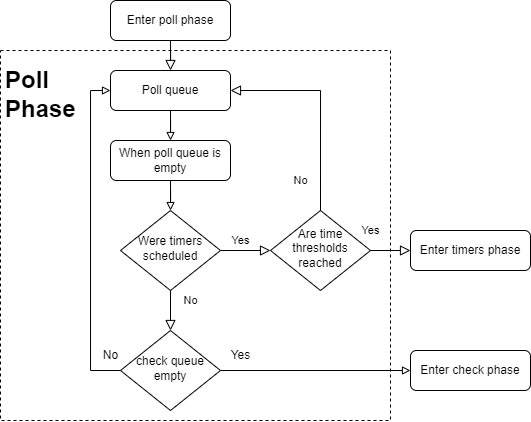 Enter poll phase
Poll
Phase
Poll queue
When poll queue is
empty
No
Were timers
scheduled
Yes
Are time
thresholds
reached
Yes
Enter timers phase
No
No
check queue
empty
Yes
Enter check phase